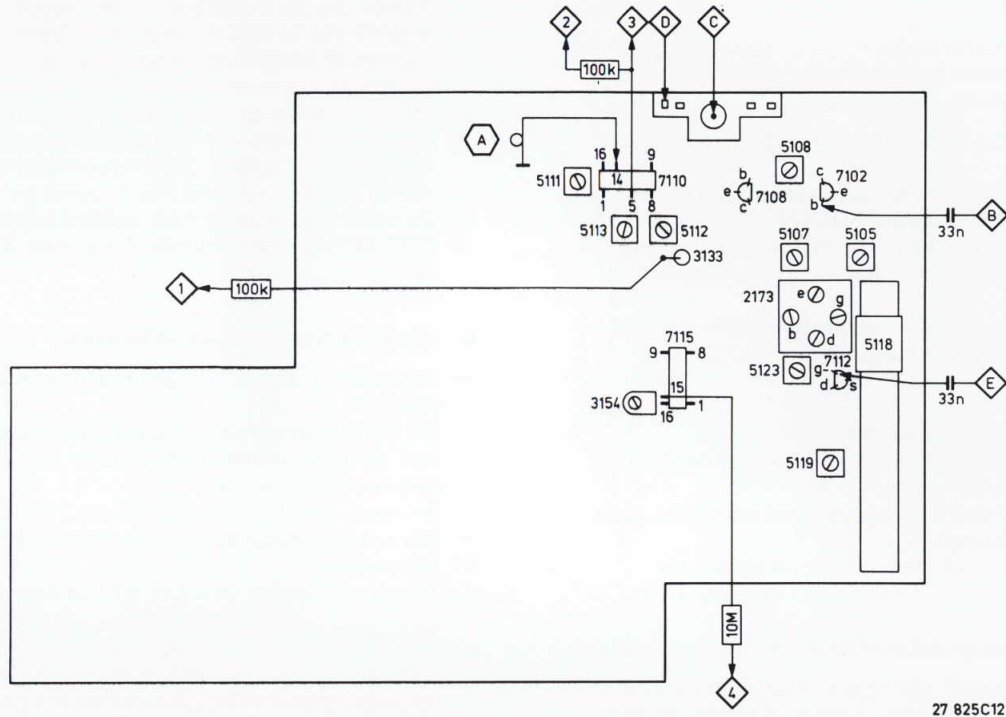 2 3 D C
100k
A
16 9
14
5111 7110
1 5 8
5113 5112
3133
1
100k
5108
b c 7102
e 7108 e
c b
B
33n
5107 5105
2173
e g
b d
5118
7115
9 8
15
3154
16 1
7112
5123 g
d s
E
33n
5119
10M
4
27 825C12